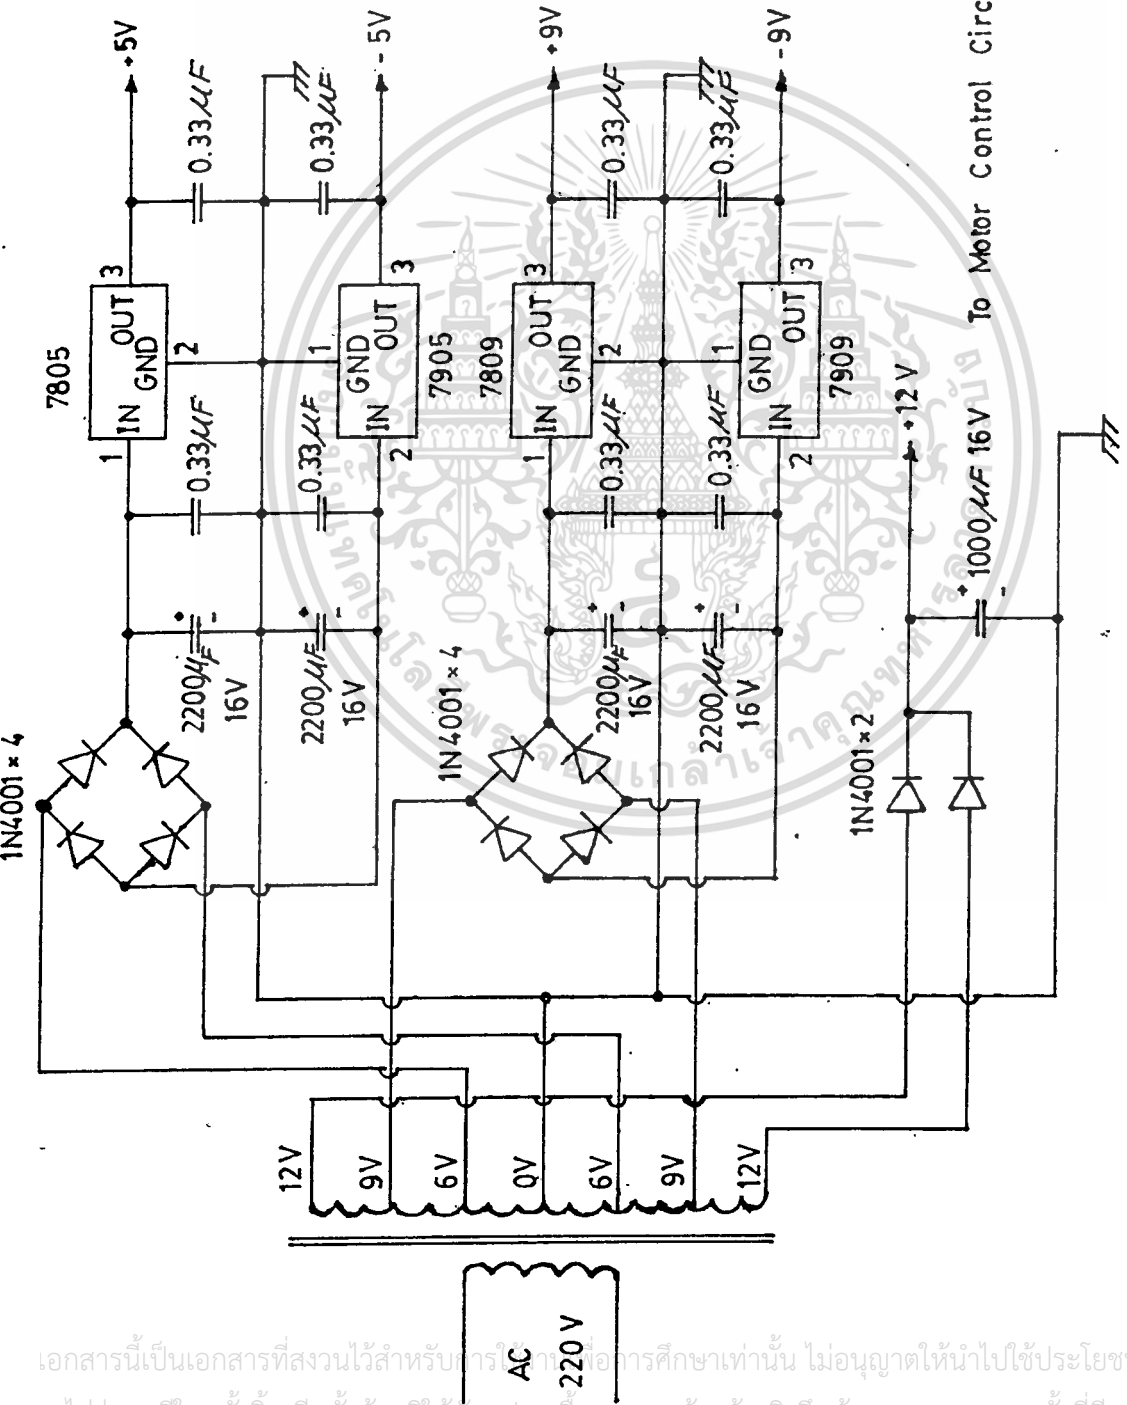 AC
220 V
12V
9V
6V
0V
6V
9V
12V
1N4001 × 4
2200µF
16V
2200µF
16V
0.33µF
0.33µF
7805
1
IN
OUT
3
GND
2
1
GND
2
IN
OUT
3
7905
0.33µF
0.33µF
+5V
-5V
1N4001 × 4
2200µF
16V
2200µF
16V
0.33µF
0.33µF
7809
1
IN
OUT
3
GND
2
1
GND
2
IN
OUT
3
7909
0.33µF
0.33µF
+9V
-9V
1N4001 × 2
+12V
1000µF 16V
To Motor Control Circ
เอกสารนี้เป็นเอกสารที่สงวนไว้สำหรับการใช้งานเพื่อการศึกษาเท่านั้น ไม่อนุญาตให้นำไปใช้ประโยช